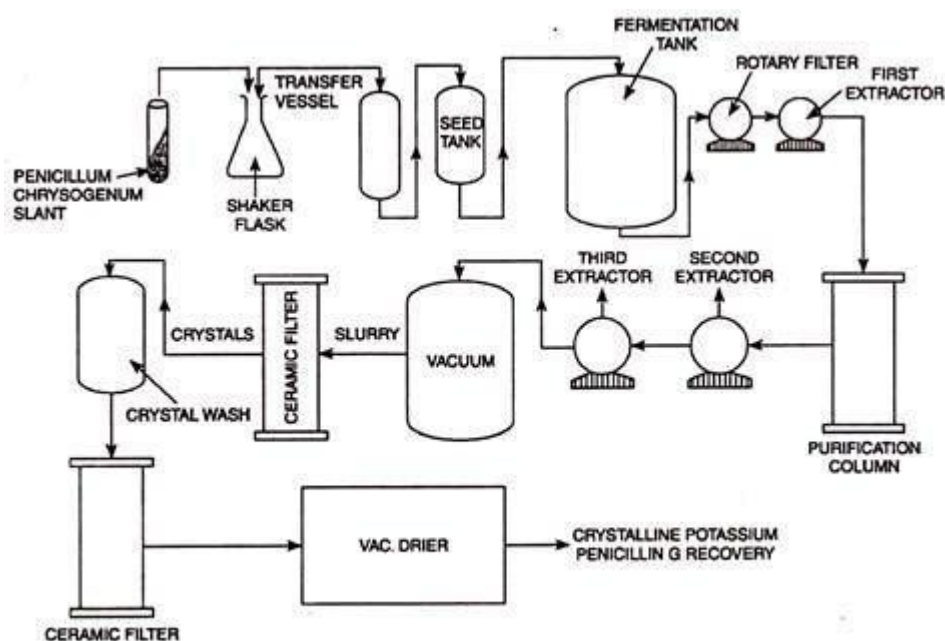 FERMENTATION
TANK
ROTARY FILTER
FIRST
EXTRACTOR
TRANSFER
VESSEL
SEED
TANK
PENICILLUM
CHRYSOGENUM
SLANT
SHAKER
FLASK
THIRD
EXTRACTOR
SECOND
EXTRACTOR
CRYSTALS
CERAMIC FILTER
SLURRY
VACUUM
CRYSTAL WASH
PURIFICATION
COLUMN
VAC. DRIER
CRYSTALLINE POTASSIUM
PENICILLIN G RECOVERY
CERAMIC FILTER